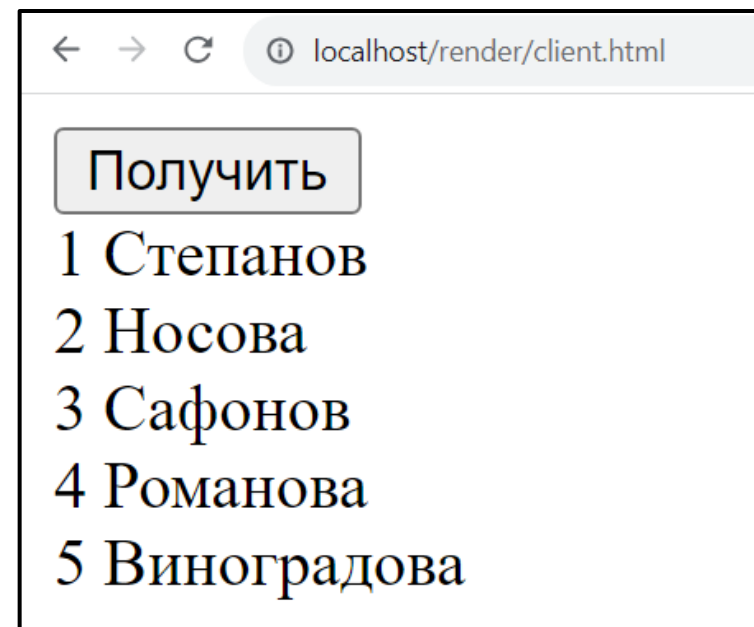 localhost/render/client.html
Получить
1 Степанов
2 Носова
3 Сафонов
4 Романова
5 Виноградова